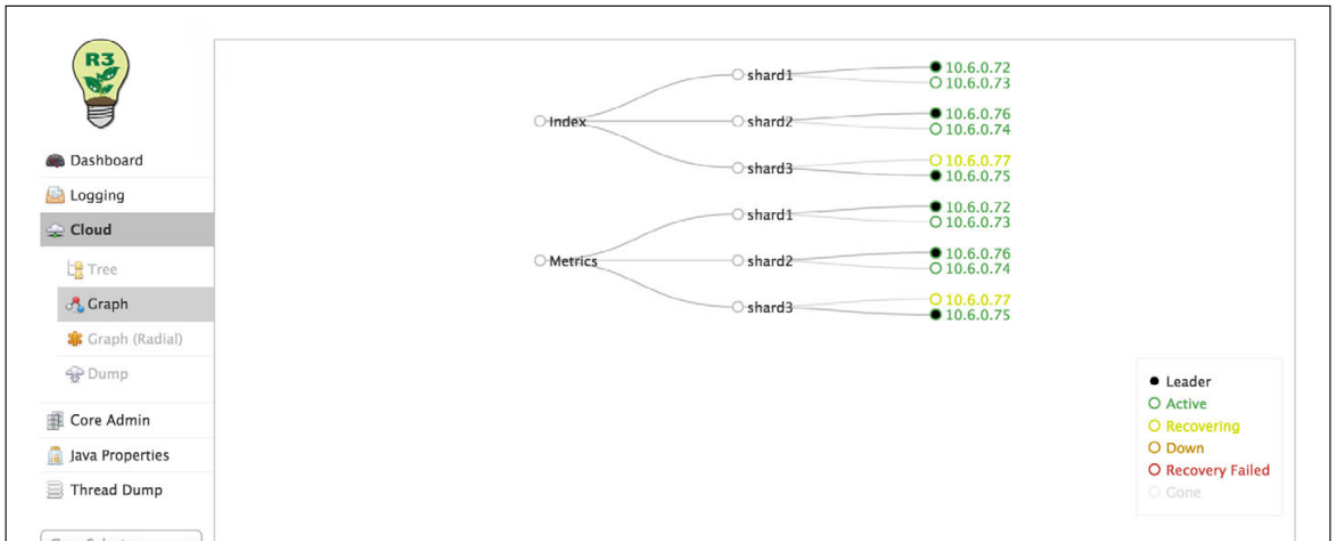 R3
Dashboard
Logging
Cloud
Tree
Graph
Graph (Radial)
Dump
Core Admin
Java Properties
Thread Dump
Index
shard1
10.6.0.72
10.6.0.73
shard2
10.6.0.76
10.6.0.74
shard3
10.6.0.77
10.6.0.75
Metrics
shard1
10.6.0.72
10.6.0.73
shard2
10.6.0.76
10.6.0.74
shard3
10.6.0.77
10.6.0.75
Leader
Active
Recovering
Down
Recovery Failed
Gone